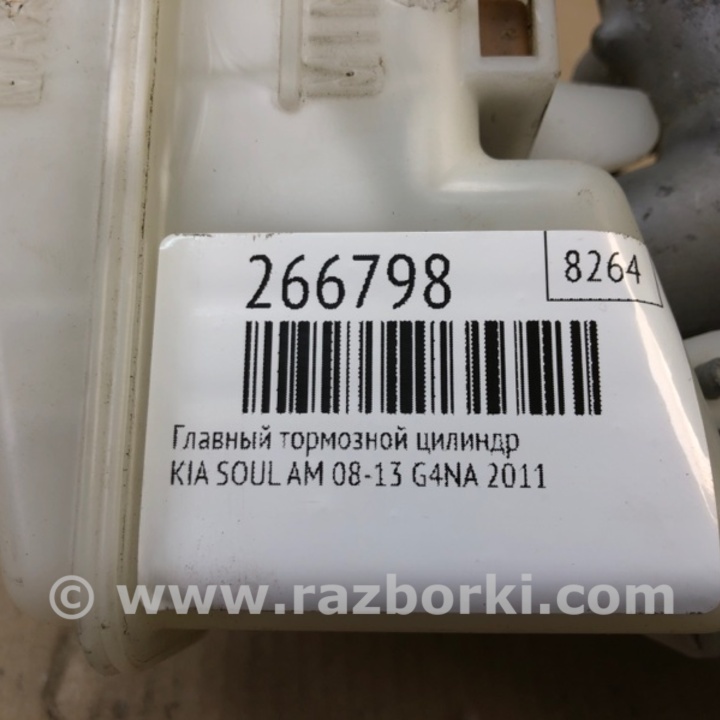 266798
8264
Главный тормозной цилиндр
KIA SOUL AM 08-13 G4NA 2011
© www.razborki.com